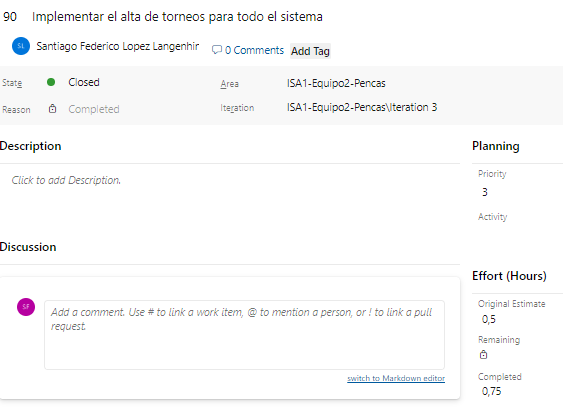 90 Implementar el alta de torneos para todo el sistema
SL Santiago Federico Lopez Langenhir 0 Comments Add Tag
State Closed Area ISA1-Equipo2-Pencas
Reason Completed Iteration ISA1-Equipo2-Pencas\Iteration 3
Description
Click to add Description.
Planning
Priority
3
Activity
Discussion
SF Add a comment. Use # to link a work item, @ to mention a person, or ! to link a pull
request.
switch to Markdown editor
Effort (Hours)
Original Estimate
0,5
Remaining
Completed
0,75